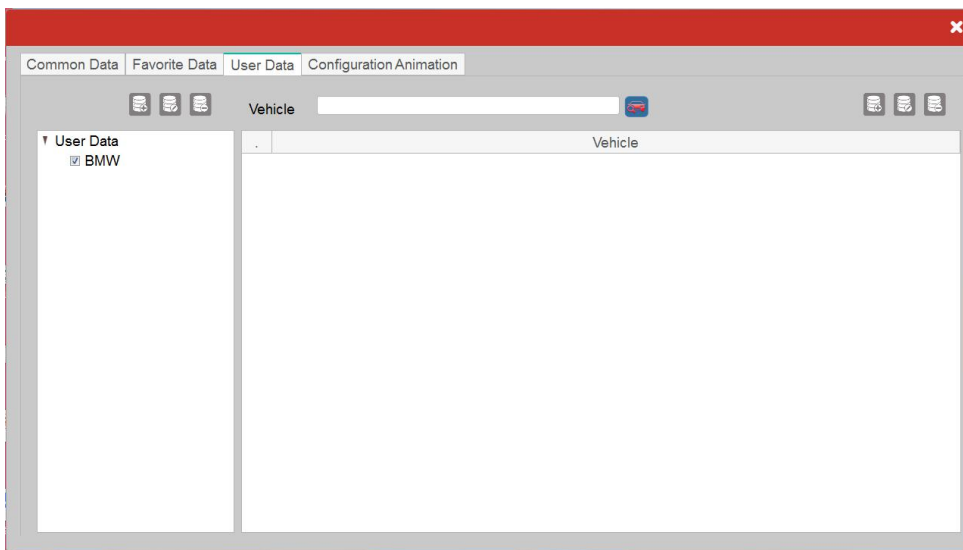 Common Data Favorite Data User Data Configuration Animation
Vehicle
User Data
BMW
. Vehicle